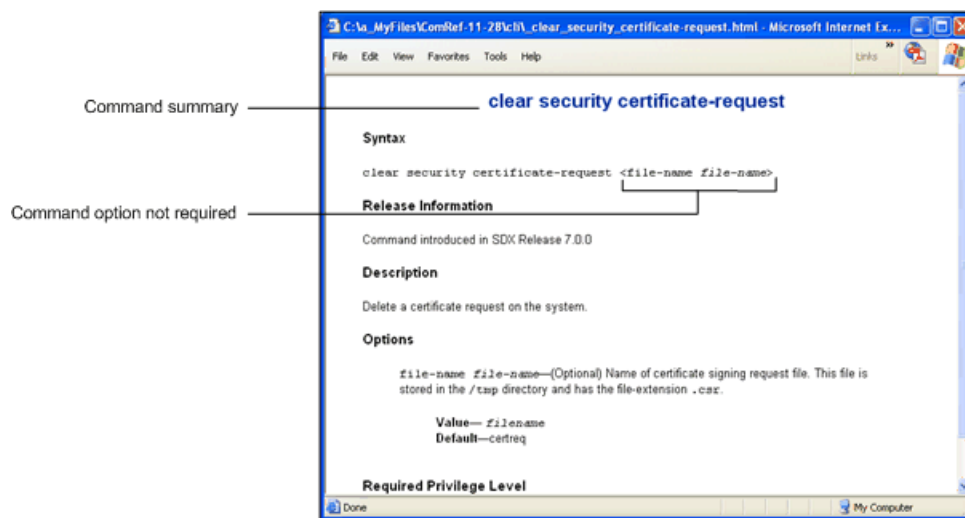 C:\a_MyFiles\ComRef-11-28\cli\_clear_security_certificate-request.html - Microsoft Internet Ex...
File Edit View Favorites Tools Help Links »
Command summary
clear security certificate-request
Syntax
clear security certificate-request <file-name file-name>
Command option not required
Release Information
Command introduced in SDX Release 7.0.0
Description
Delete a certificate request on the system.
Options
file-name file-name—(Optional) Name of certificate signing request file. This file is
stored in the /tmp directory and has the file-extension .csr.
Value— filename
Default—certreq
Required Privilege Level
Done My Computer